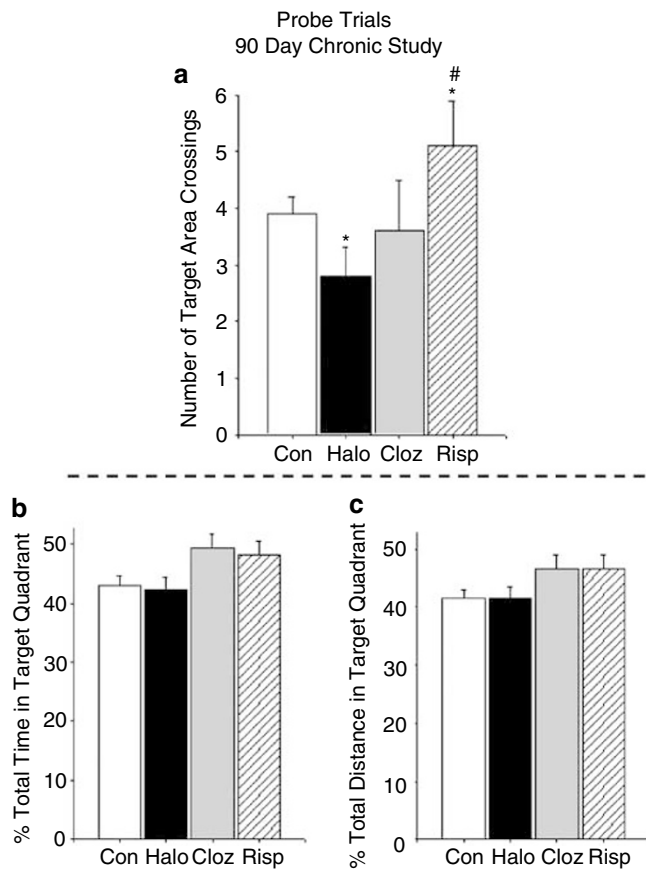 Probe Trials
90 Day Chronic Study
a
Number of Target Area Crossings
6
5
4
3
2
1
0
*
#
*
Con Halo Cloz Risp
b
% Total Time in Target Quadrant
50
40
30
20
10
0
Con Halo Cloz Risp
c
% Total Distance in Target Quadrant
50
40
30
20
10
0
Con Halo Cloz Risp